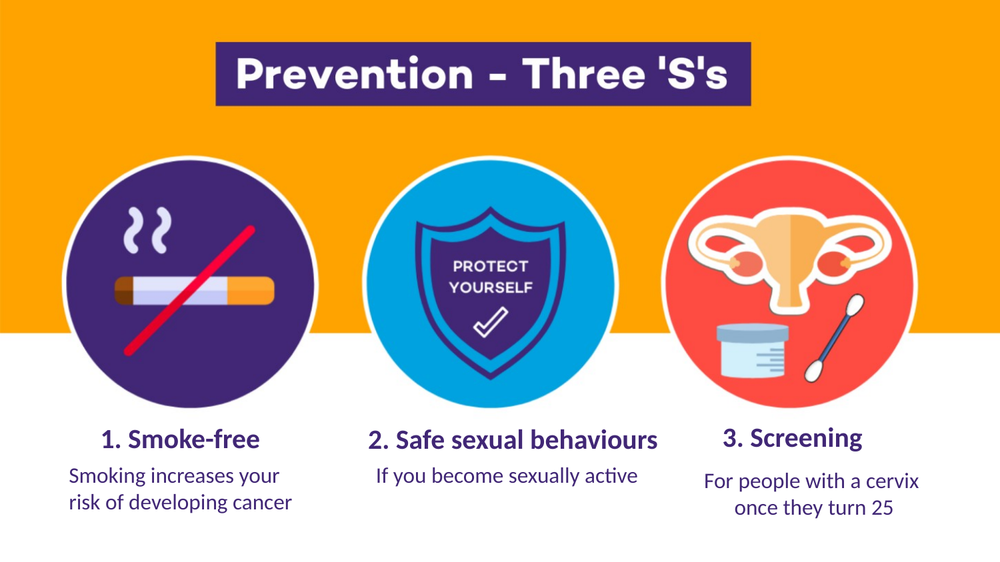 Prevention - Three 'S's
PROTECT
YOURSELF
1. Smoke-free
Smoking increases your
risk of developing cancer
2. Safe sexual behaviours
If you become sexually active
3. Screening
For people with a cervix
once they turn 25